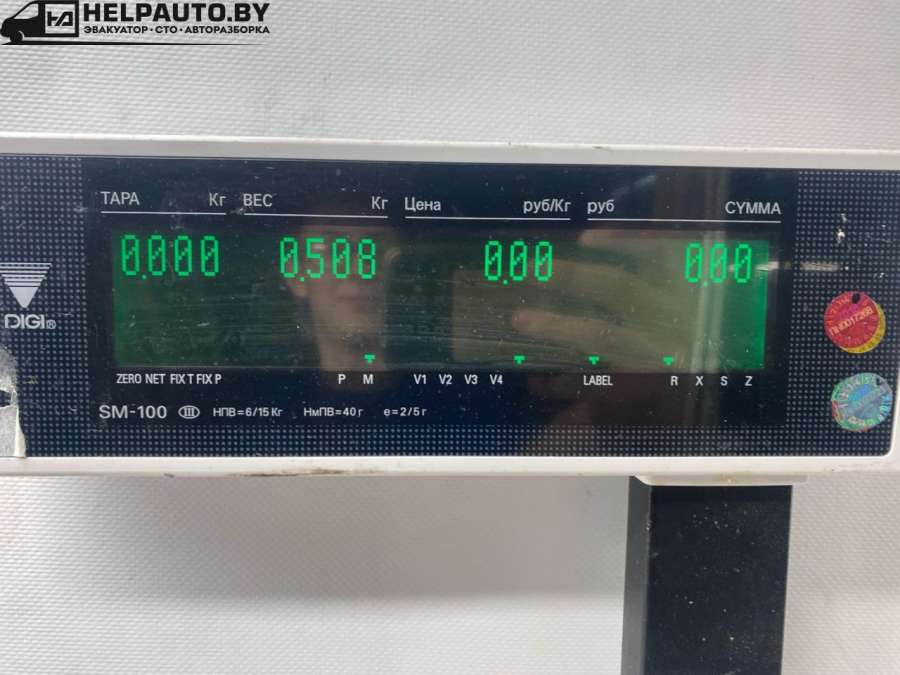 HELPAUTO.BY
ЭВАКУАТОР · СТО · АВТОРАЗБОРКА
ТАРА Кг ВЕС Кг Цена руб/Кг руб СУММА
0.000 0.508 0.00 0.00
DIGI®
ZERO NET FIX T FIX P P M V1 V2 V3 V4 LABEL R X S Z
SM-100 III НПВ=6/15Кг НмПВ=40г e=2/5г